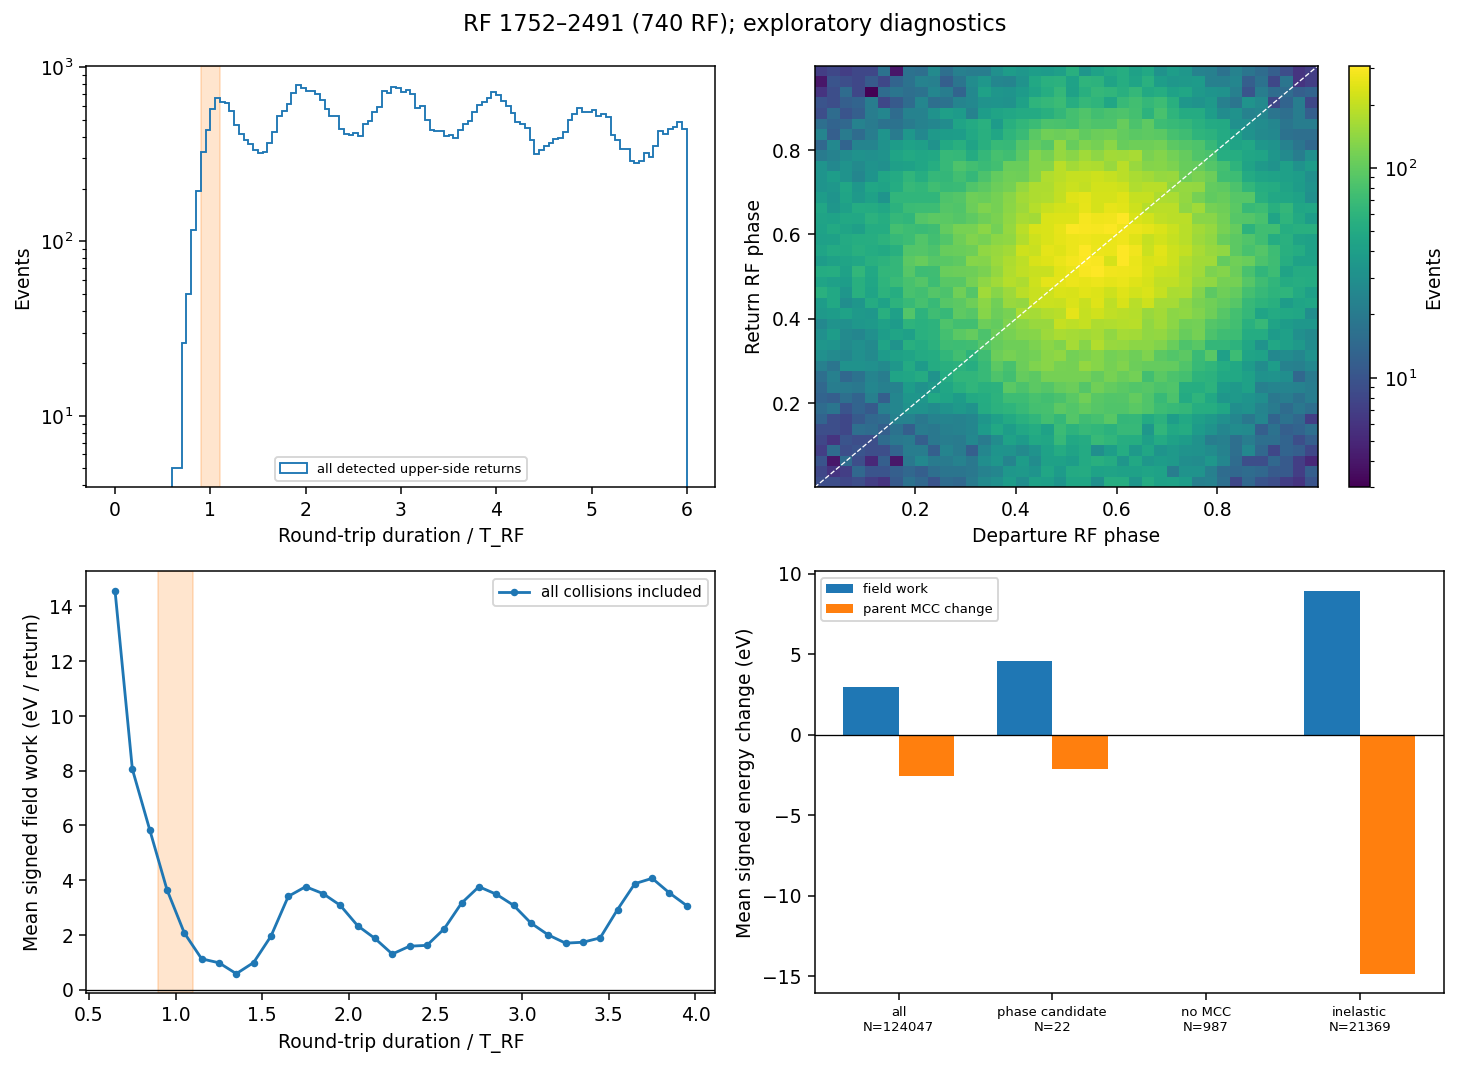 RF 1752–2491 (740 RF); exploratory diagnostics
10³
10²
10¹
Events
0 1 2 3 4 5 6
Round-trip duration / T_RF
all detected upper-side returns
0.8
0.6
0.4
0.2
Return RF phase
0.2 0.4 0.6 0.8
Departure RF phase
10²
10¹
Events
14
12
10
8
6
4
2
0
Mean signed field work (eV / return)
0.5 1.0 1.5 2.0 2.5 3.0 3.5 4.0
Round-trip duration / T_RF
all collisions included
10
5
0
−5
−10
−15
Mean signed energy change (eV)
field work
parent MCC change
all
N=124047
phase candidate
N=22
no MCC
N=987
inelastic
N=21369